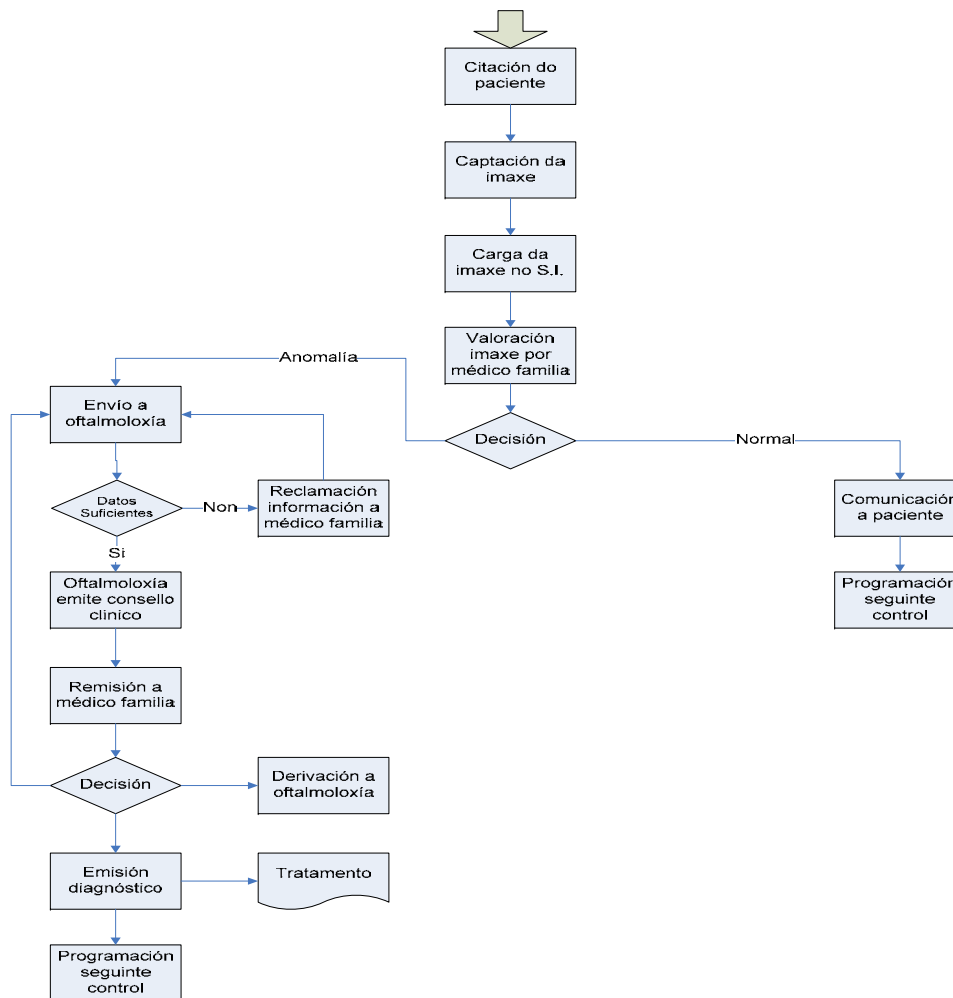 Citación do
paciente
Captación da
imaxe
Carga da
imaxe no S.I.
Valoración
imaxe por
médico familia
Decisión
Anomalía
Normal
Envío a
oftalmoloxía
Datos
Suficientes
Non
Reclamación
información a
médico familia
Si
Oftalmoloxía
emite consello
clínico
Remisión a
médico familia
Decisión
Derivación a
oftalmoloxía
Emisión
diagnóstico
Tratamento
Programación
seguinte
control
Comunicación
a paciente
Programación
seguinte
control